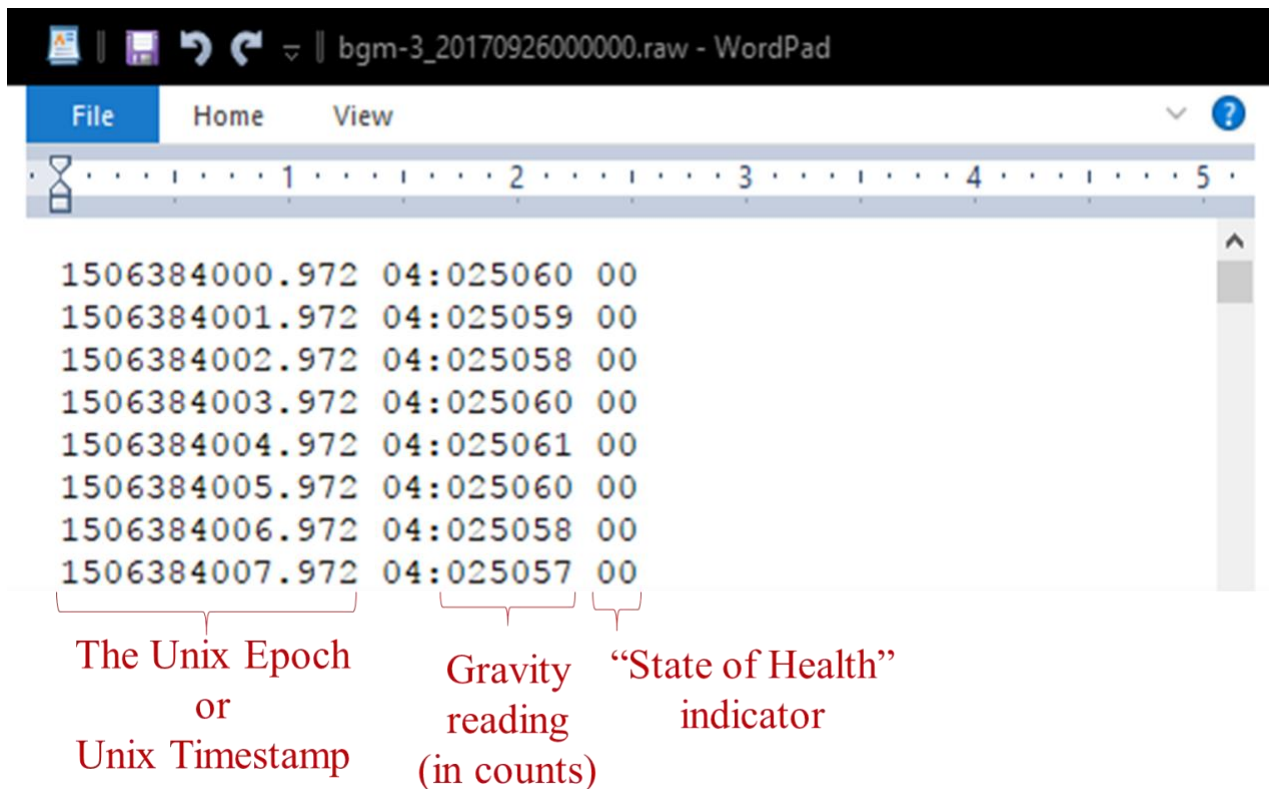 bgm-3_20170926000000.raw - WordPad
File Home View ?
1 2 3 4 5
1506384000.972 04:025060 00
1506384001.972 04:025059 00
1506384002.972 04:025058 00
1506384003.972 04:025060 00
1506384004.972 04:025061 00
1506384005.972 04:025060 00
1506384006.972 04:025058 00
1506384007.972 04:025057 00
The Unix Epoch
or
Unix Timestamp
Gravity
reading
(in counts)
“State of Health”
indicator